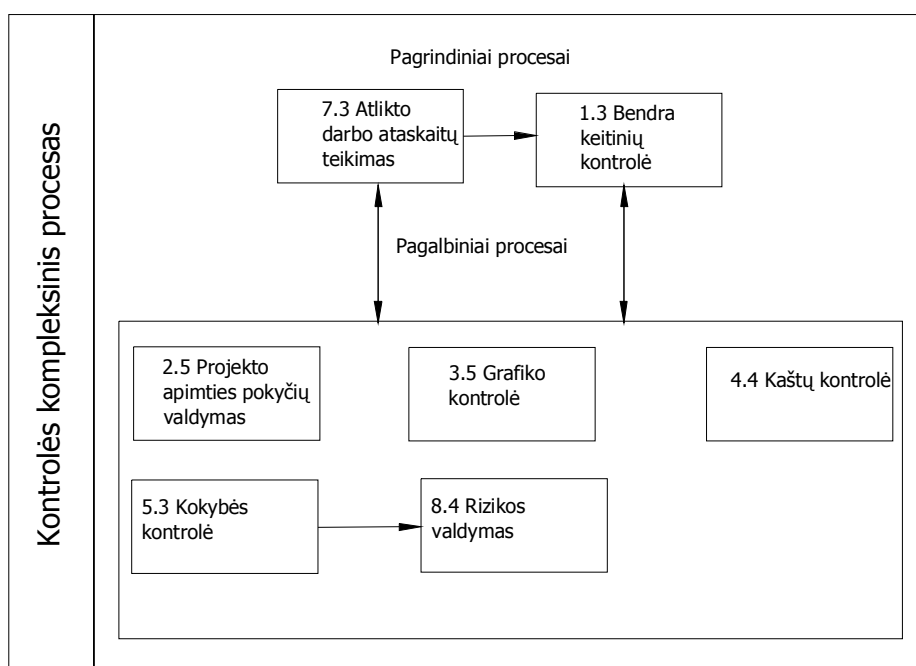 Kontrolės kompleksinis procesas
Pagrindiniai procesai
7.3 Atlikto
darbo ataskaitų
teikimas
1.3 Bendra
keitinių
kontrolė
Pagalbiniai procesai
2.5 Projekto
apimties pokyčių
valdymas
3.5 Grafiko
kontrolė
4.4 Kaštų kontrolė
5.3 Kokybės
kontrolė
8.4 Rizikos
valdymas